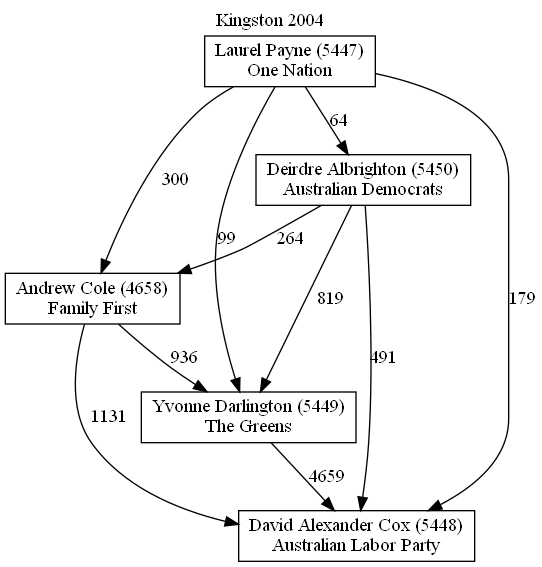 Kingston 2004
Laurel Payne (5447)
One Nation
64
Deirdre Albrighton (5450)
Australian Democrats
300
99
264
Andrew Cole (4658)
Family First
819
179
936
491
Yvonne Darlington (5449)
The Greens
1131
4659
David Alexander Cox (5448)
Australian Labor Party